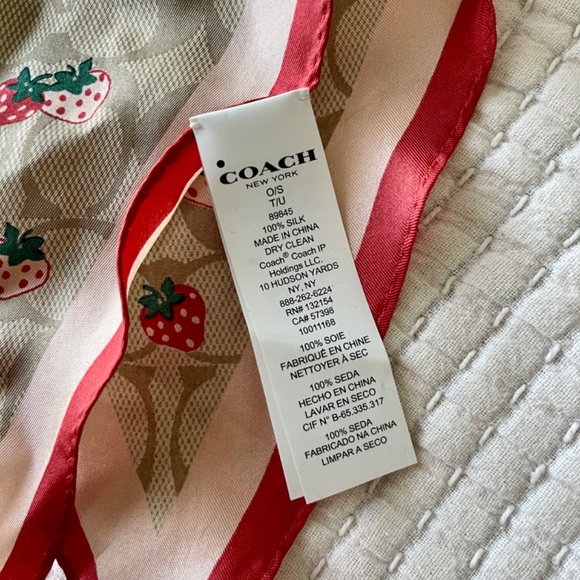 COACH
NEW YORK
O/S
T/U
89845
100% SILK
MADE IN CHINA
DRY CLEAN
Coach® Coach IP
Holdings LLC.
10 HUDSON YARDS
NY, NY
888-262-6224
RN# 132154
CA# 57398
10011168
100% SOIE
FABRIQUÉ EN CHINE
NETTOYER À SEC
100% SEDA
HECHO EN CHINA
LAVAR EN SECO
CIF N° B-65.335.317
100% SEDA
FABRICADO NA CHINA
LIMPAR A SECO